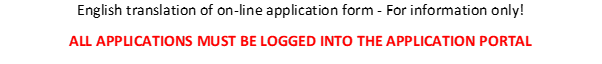 English translation of on-line application form - For information only!
ALL APPLICATIONS MUST BE LOGGED INTO THE APPLICATION PORTAL